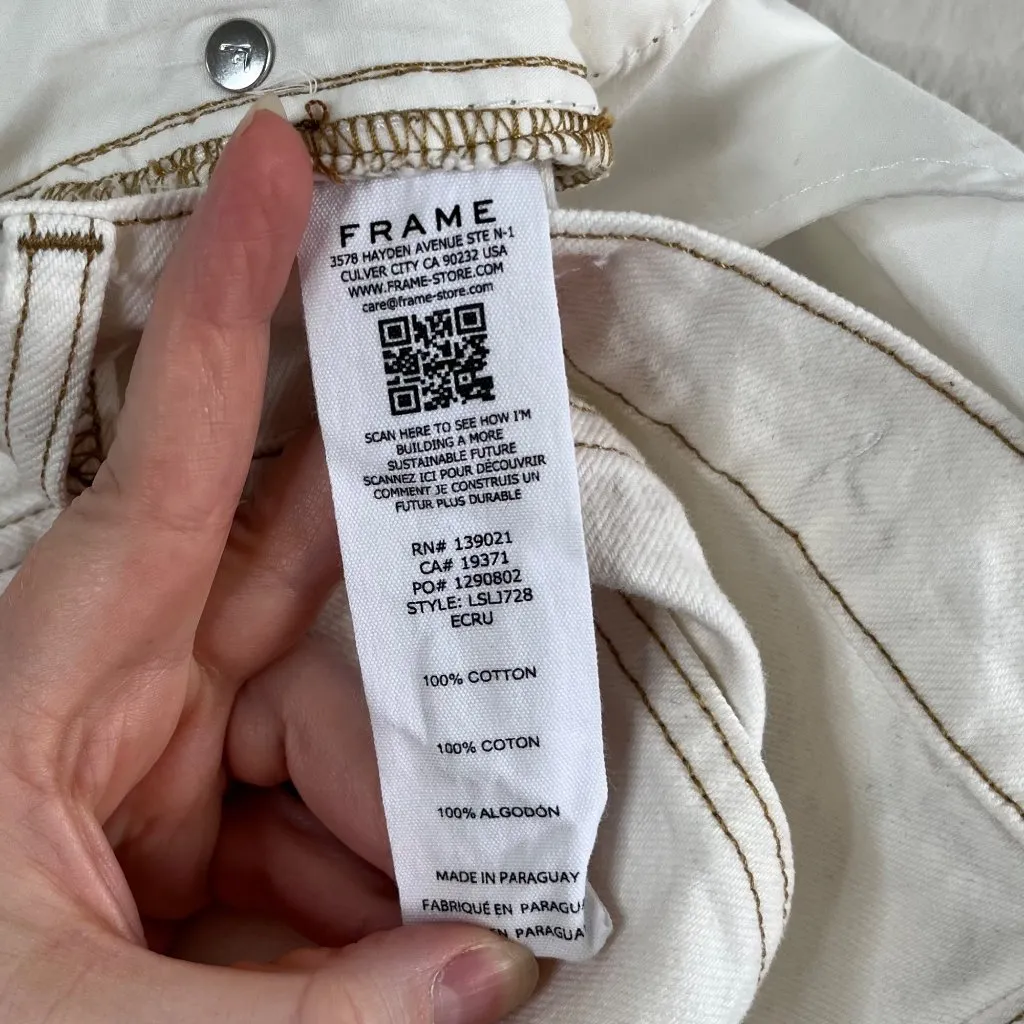 FRAME
3578 HAYDEN AVENUE STE N-1
CULVER CITY CA 90232 USA
WWW.FRAME-STORE.COM
care@frame-store.com
SCAN HERE TO SEE HOW I'M
BUILDING A MORE
SUSTAINABLE FUTURE
SCANNEZ ICI POUR DÉCOUVRIR
COMMENT JE CONSTRUIS UN
FUTUR PLUS DURABLE
RN# 139021
CA# 19371
PO# 1290802
STYLE: LSLJ728
ECRU
100% COTTON
100% COTON
100% ALGODÓN
MADE IN PARAGUAY
FABRIQUÉ EN PARAGU
EN PARAGUA